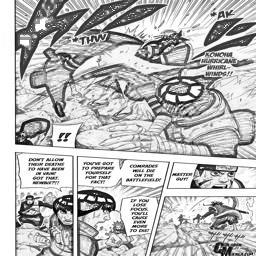 *AK
*THW
KONOHA
HURRICANE
WHIRL-
WINDS!!
!!
DON'T ALLOW
THEIR DEATHS
TO HAVE BEEN
IN VAIN!
GOT THAT,
NEWBIE?!!
YOU'VE GOT
TO PREPARE
YOURSELF
FOR THAT
FACT!
COMRADES
WILL DIE
ON THE
BATTLEFIELD!
IF YOU
LOSE
FOCUS,
YOU'LL
CAUSE
EVEN
MORE
TO DIE!
MASTER
GUY!